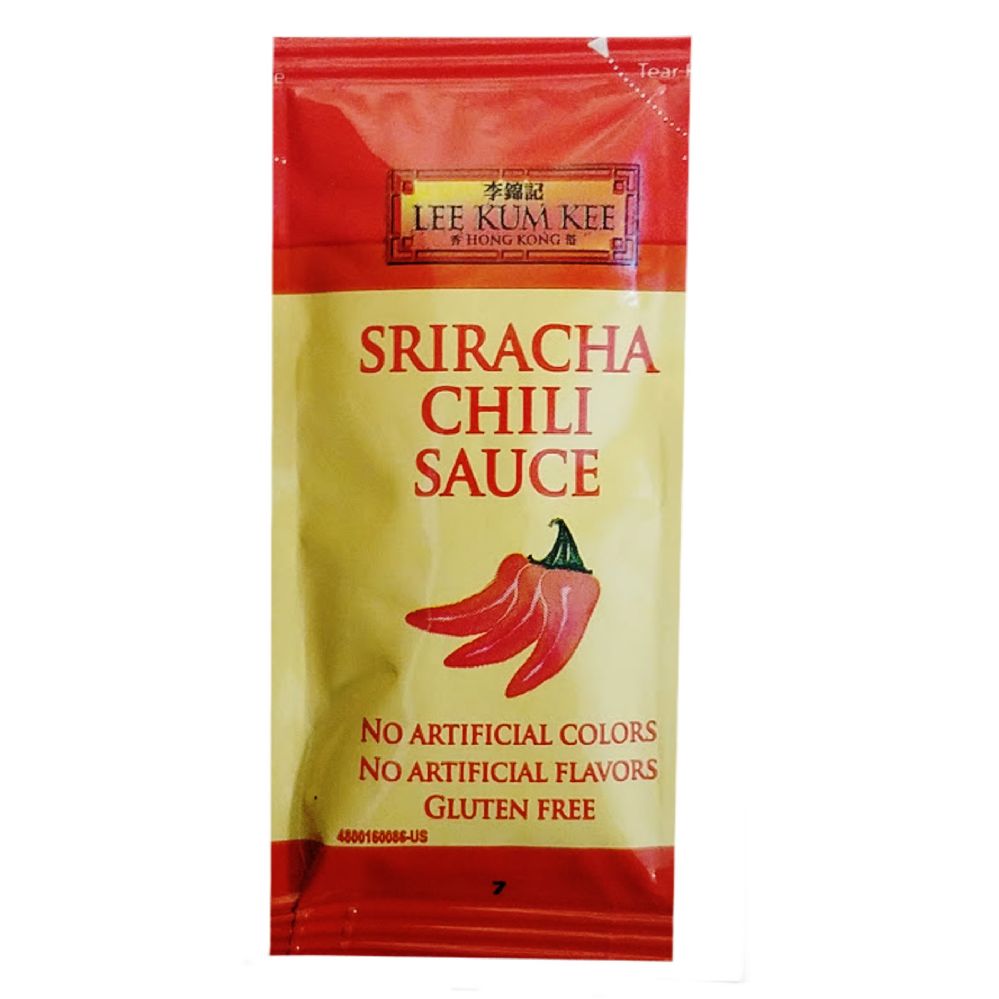 Tear
李錦記
LEE KUM KEE
香 HONG KONG 港
SRIRACHA
CHILI
SAUCE
NO ARTIFICIAL COLORS
NO ARTIFICIAL FLAVORS
GLUTEN FREE
4800160086-US
7